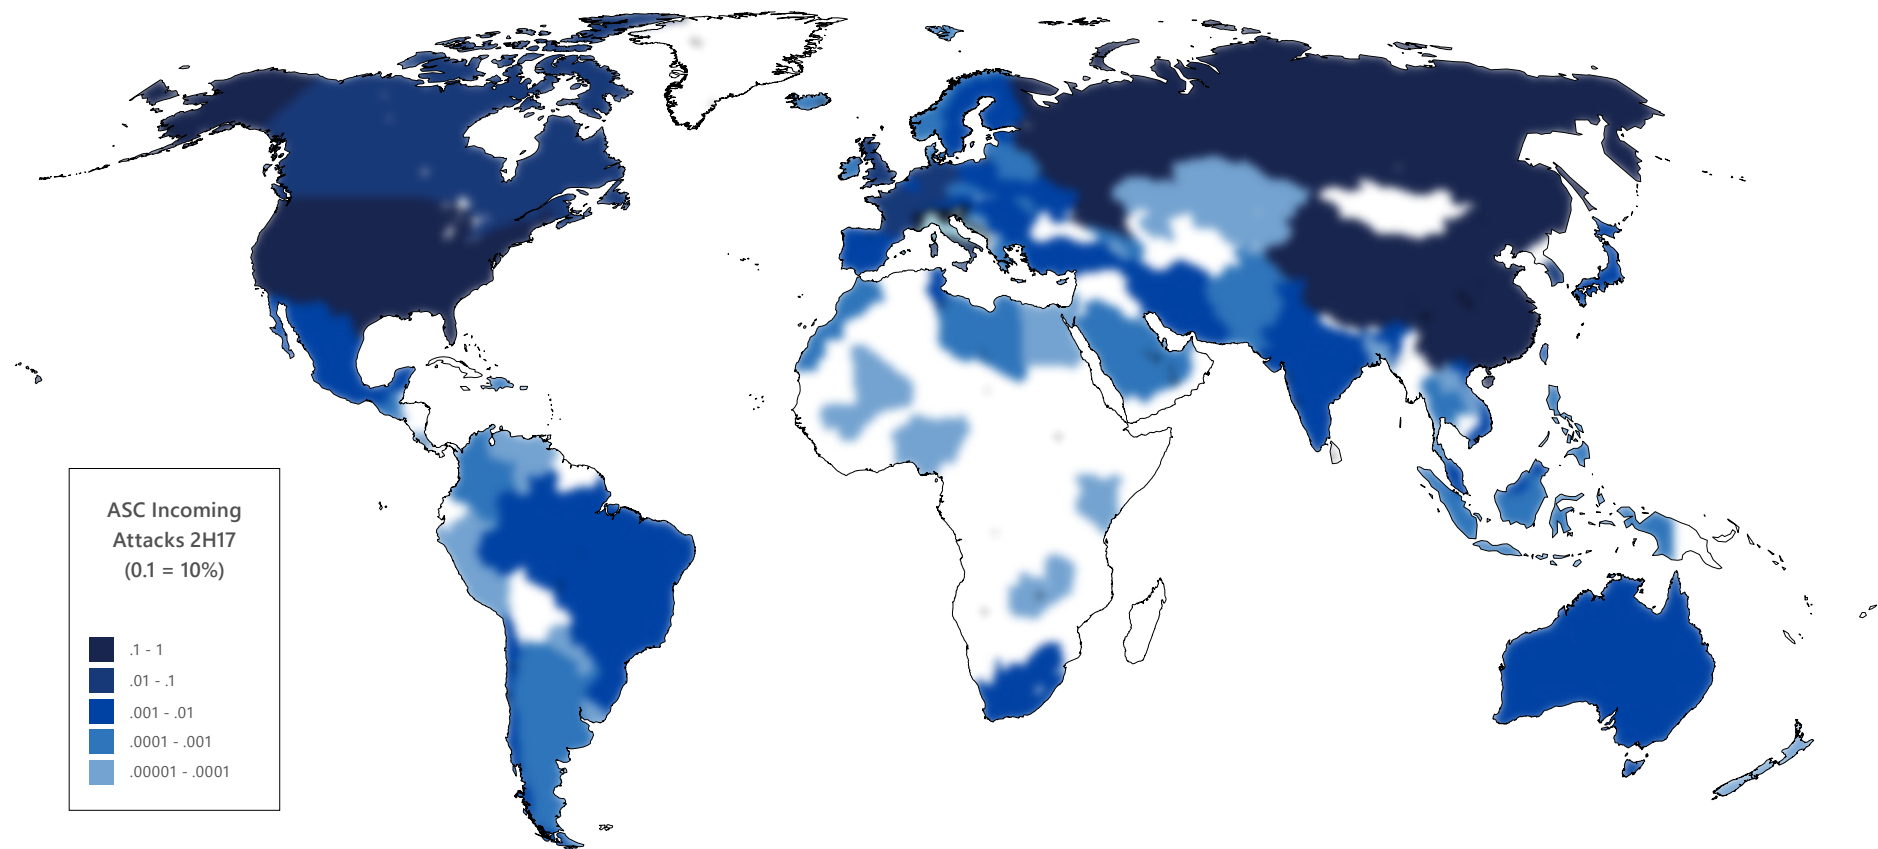 ASC Incoming
Attacks 2H17
(0.1 = 10%)
.1 - 1
.01 - .1
.001 - .01
.0001 - .001
.00001 - .0001